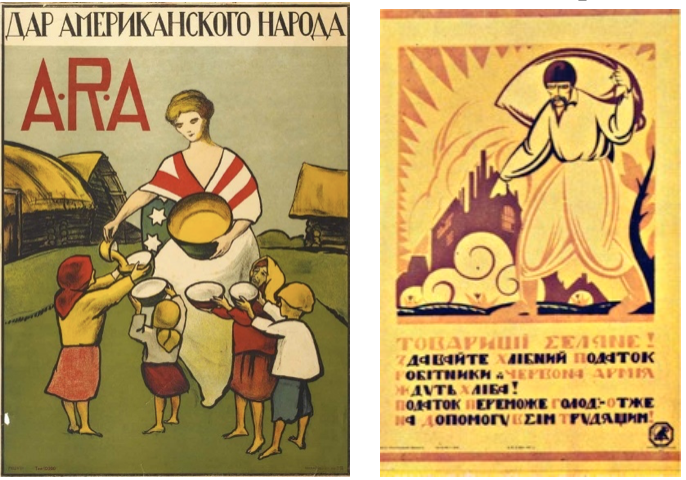 ДАР АМЕРИКАНСКОГО НАРОДА
A·R·A
ТОВАРИШІ СЕЛЯНЕ!
ЗДАВАЙТЕ ХЛІБНИЙ ПОДАТОК
РОБІТНИКИ й ЧЕРВОНА АРМІЯ
ЖДУТЬ ХЛІБА!
ПОДАТОК ПЕРЕМОЖЕ ГОЛОД:-ОТЖЕ
НА ДОПОМОГУ ВСІМ ТРУДЯЩИМ!